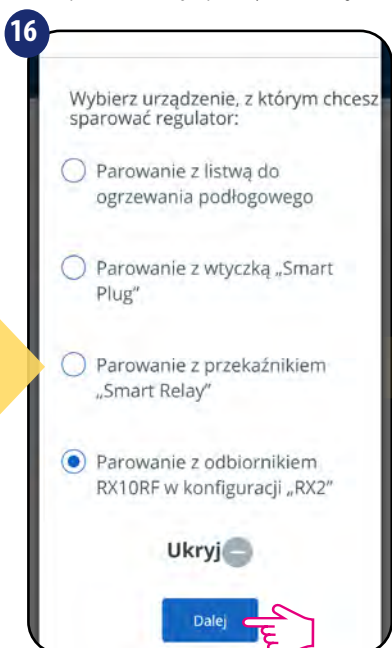 16
Wybierz urządzenie, z którym chcesz
sparować regulator:
Parowanie z listwą do
ogrzewania podłogowego
Parowanie z wtyczką „Smart
Plug”
Parowanie z przekaźnikiem
„Smart Relay”
Parowanie z odbiornikiem
RX10RF w konfiguracji „RX2”
Ukryj
Dalej